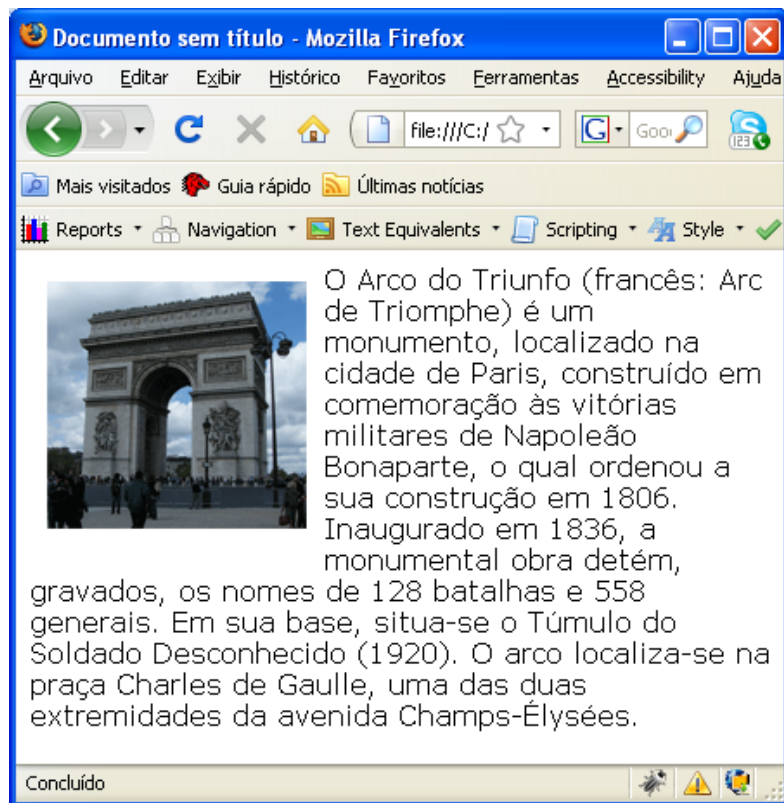 Documento sem título - Mozilla Firefox
Arquivo Editar Exibir Histórico Favoritos Ferramentas Accessibility Ajuda
file:///C:/ G Goo
123
Mais visitados Guia rápido Últimas notícias
Reports Navigation Text Equivalents Scripting Style
O Arco do Triunfo (francês: Arc
de Triomphe) é um
monumento, localizado na
cidade de Paris, construído em
comemoração às vitórias
militares de Napoleão
Bonaparte, o qual ordenou a
sua construção em 1806.
Inaugurado em 1836, a
monumental obra detém,
gravados, os nomes de 128 batalhas e 558
generais. Em sua base, situa-se o Túmulo do
Soldado Desconhecido (1920). O arco localiza-se na
praça Charles de Gaulle, uma das duas
extremidades da avenida Champs-Élysées.
Concluído